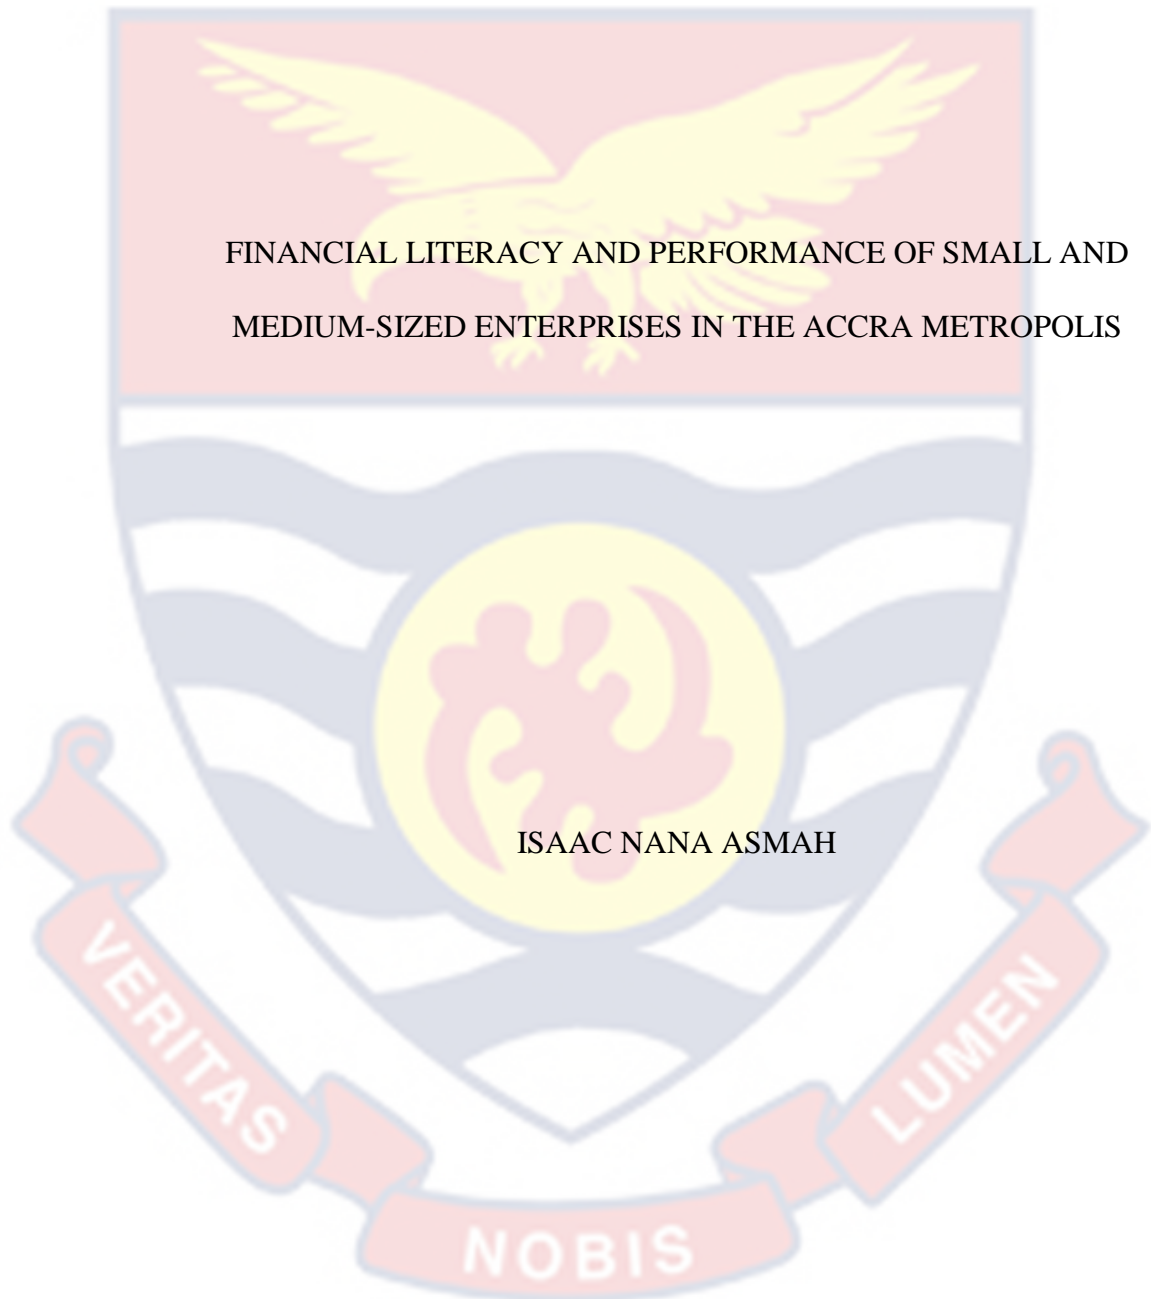 FINANCIAL LITERACY AND PERFORMANCE OF SMALL AND
MEDIUM-SIZED ENTERPRISES IN THE ACCRA METROPOLIS
ISAAC NANA ASMAH
VERITAS
NOBIS
LUMEN